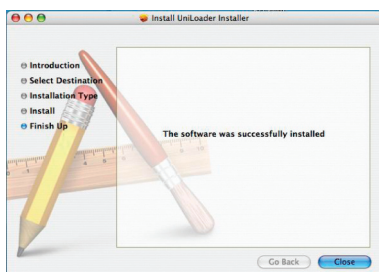 Install UniLoader Installer
Introduction
Select Destination
Installation Type
Install
Finish Up
The software was successfully installed
Go Back
Close